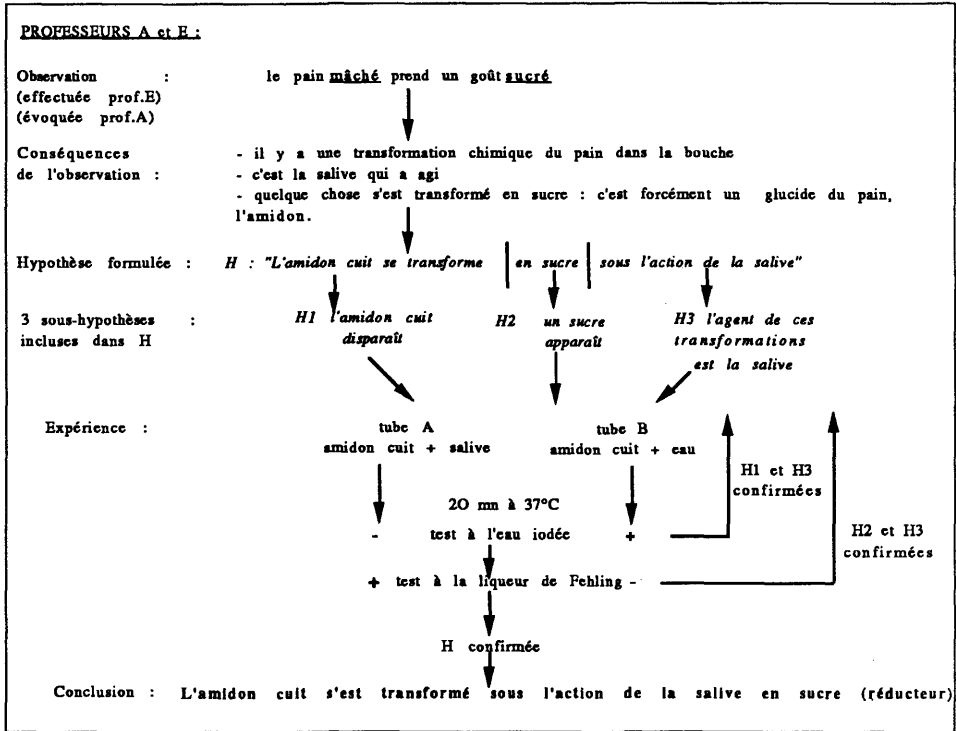 PROFESSEURS A et E :
Observation : le pain mâché prend un goût sucré
(effectuée prof.E)
(évoquée prof.A)
Conséquences - il y a une transformation chimique du pain dans la bouche
de l'observation : - c'est la salive qui a agi
- quelque chose s'est transformé en sucre : c'est forcément un glucide du pain,
l'amidon.
Hypothèse formulée : H : "L'amidon cuit se transforme en sucre sous l'action de la salive"
3 sous-hypothèses : H1 l'amidon cuit H2 un sucre H3 l'agent de ces
incluses dans H disparaît apparaît transformations
est la salive
Expérience : tube A tube B
amidon cuit + salive amidon cuit + eau
H1 et H3
confirmées
20 mn à 37°C
- test à l'eau iodée +
H2 et H3
confirmées
+ test à la liqueur de Fehling -
H confirmée
Conclusion : L'amidon cuit s'est transformé sous l'action de la salive en sucre (réducteur)